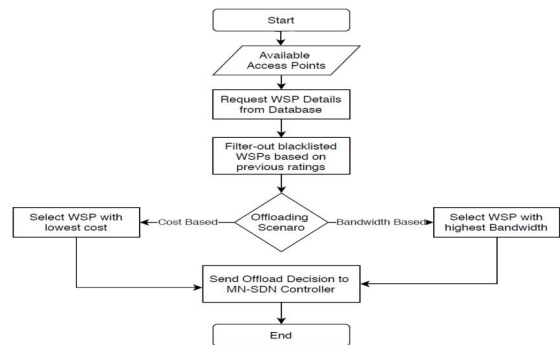 Start
Available
Access Points
Request WSP Details
from Database
Filter-out blacklisted
WSPs based on
previous ratings
Select WSP with
lowest cost
Cost Based
Offloading
Scenaro
Bandwidth Based
Select WSP with
highest Bandwidth
Send Offload Decision to
MN-SDN Controller
End